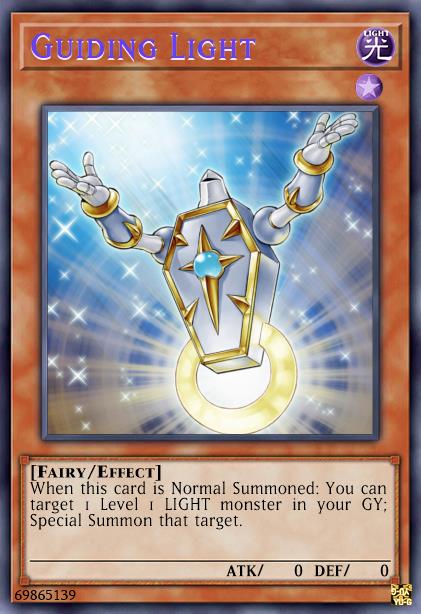 Guiding Light
LIGHT
光
[Fairy/Effect]
When this card is Normal Summoned: You can
target 1 Level 1 LIGHT monster in your GY;
Special Summon that target.
ATK/ 0 DEF/ 0
69865139